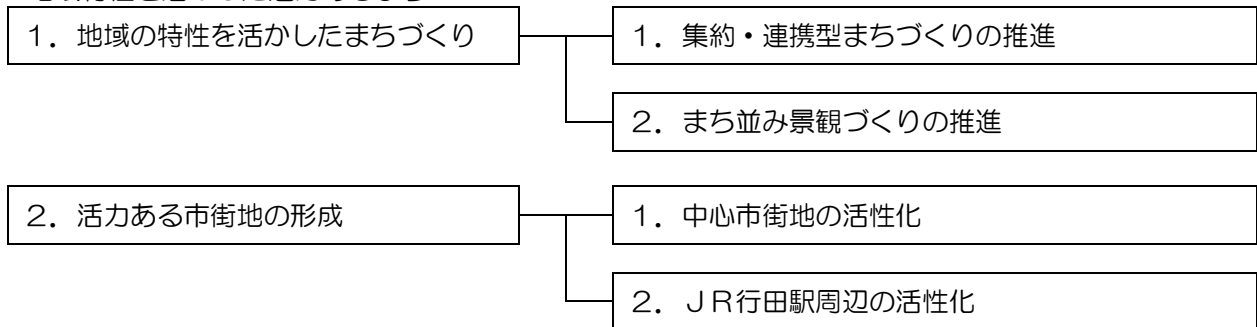 1．地域の特性を活かしたまちづくり
1．集約・連携型まちづくりの推進
2．まち並み景観づくりの推進
2．活力ある市街地の形成
1．中心市街地の活性化
2．ＪＲ行田駅周辺の活性化